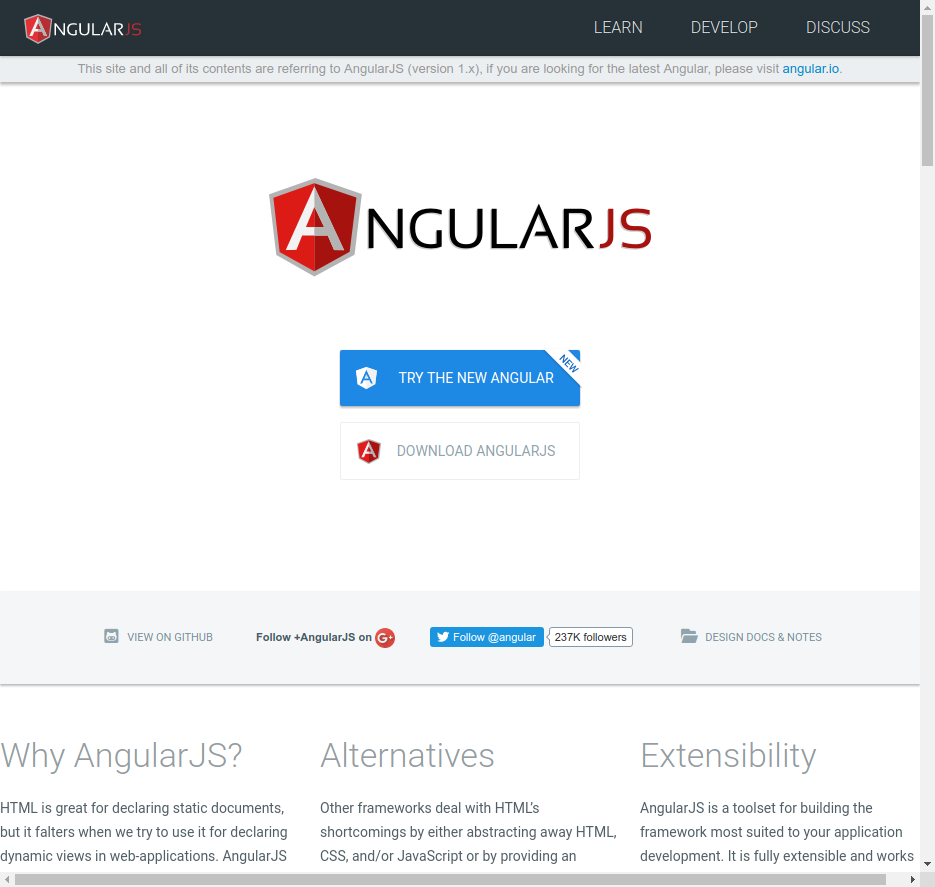 ANGULARJS LEARN DEVELOP DISCUSS
This site and all of its contents are referring to AngularJS (version 1.x), if you are looking for the latest Angular, please visit angular.io.
ANGULARJS
TRY THE NEW ANGULAR NEW
DOWNLOAD ANGULARJS
VIEW ON GITHUB Follow +AngularJS on G+ Follow @angular 237K followers DESIGN DOCS & NOTES
Why AngularJS?
HTML is great for declaring static documents,
but it falters when we try to use it for declaring
dynamic views in web-applications. AngularJS
Alternatives
Other frameworks deal with HTML’s
shortcomings by either abstracting away HTML,
CSS, and/or JavaScript or by providing an
Extensibility
AngularJS is a toolset for building the
framework most suited to your application
development. It is fully extensible and works